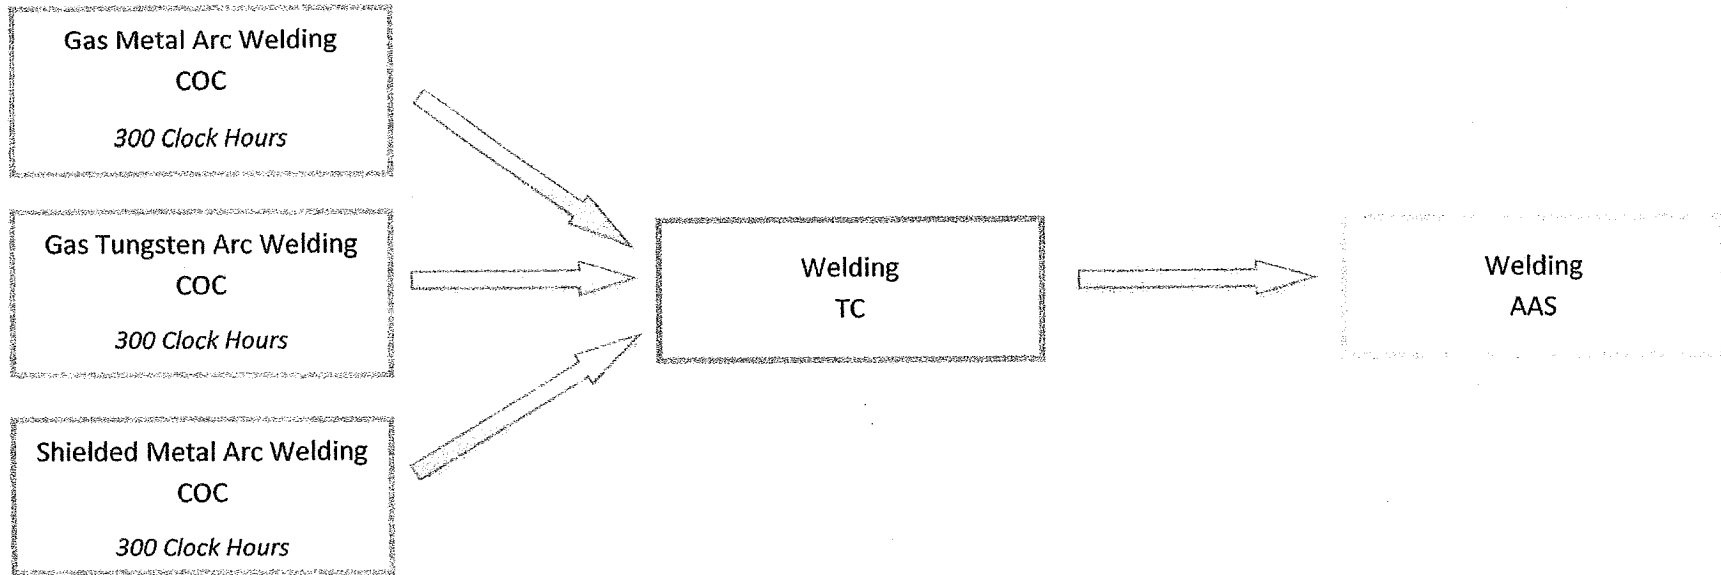 Gas Metal Arc Welding
COC
300 Clock Hours
Gas Tungsten Arc Welding
COC
300 Clock Hours
Shielded Metal Arc Welding
COC
300 Clock Hours
Welding
TC
Welding
AAS